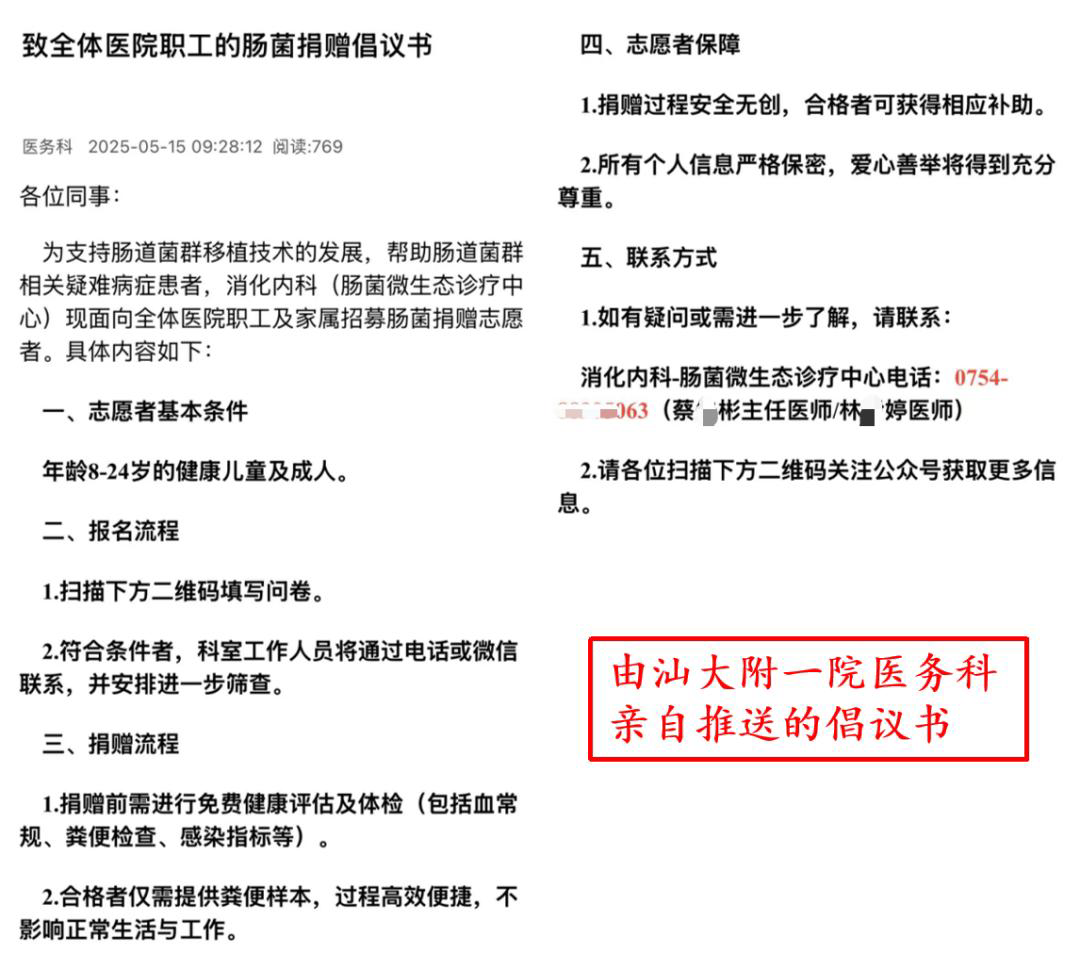 致全体医院职工的肠菌捐赠倡议书
医务科 2025-05-15 09:28:12 阅读:769
各位同事：
为支持肠道菌群移植技术的发展，帮助肠道菌群
相关疑难病症患者，消化内科（肠菌微生态诊疗中
心）现面向全体医院职工及家属招募肠菌捐赠志愿
者。具体内容如下：
一、志愿者基本条件
年龄8-24岁的健康儿童及成人。
二、报名流程
1.扫描下方二维码填写问卷。
2.符合条件者，科室工作人员将通过电话或微信
联系，并安排进一步筛查。
三、捐赠流程
1.捐赠前需进行免费健康评估及体检（包括血常
规、粪便检查、感染指标等）。
2.合格者仅需提供粪便样本，过程高效便捷，不
影响正常生活与工作。
四、志愿者保障
1.捐赠过程安全无创，合格者可获得相应补助。
2.所有个人信息严格保密，爱心善举将得到充分
尊重。
五、联系方式
1.如有疑问或需进一步了解，请联系：
消化内科-肠菌微生态诊疗中心电话：0754-
063（蔡彬主任医师/林婷医师）
2.请各位扫描下方二维码关注公众号获取更多信
息。
由汕大附一院医务科
亲自推送的倡议书